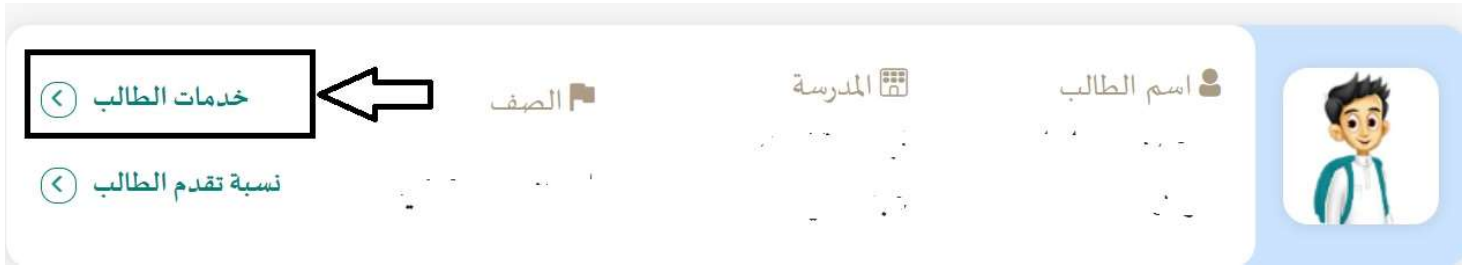 اسم الطالب
المدرسة
الصف
خدمات الطالب
نسبة تقدم الطالب